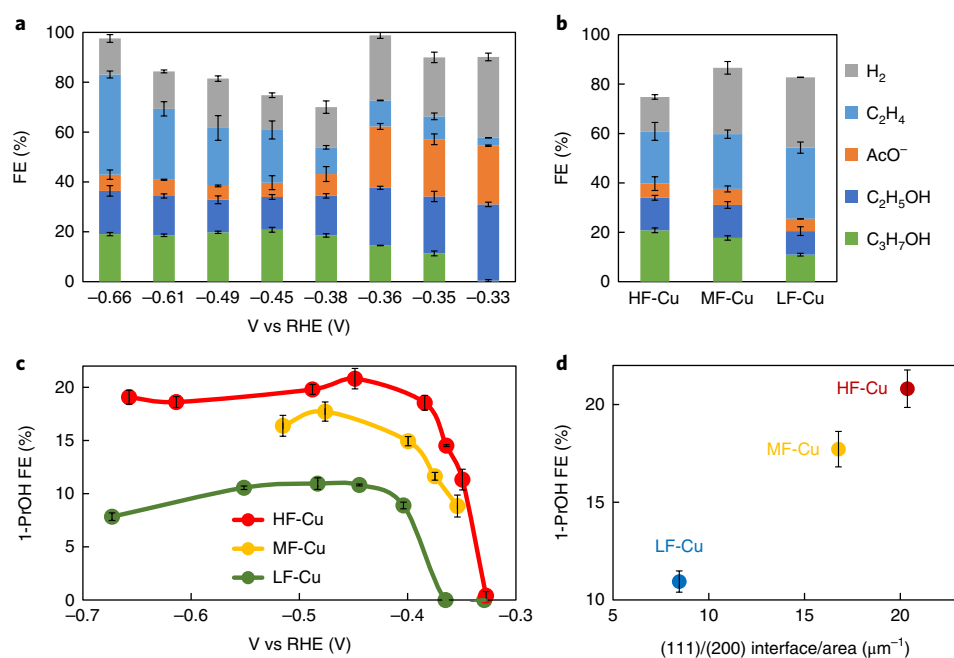 a
100
80
60
40
20
0
FE (%)
−0.66 −0.61 −0.49 −0.45 −0.38 −0.36 −0.35 −0.33
V vs RHE (V)
b
100
80
60
40
20
0
FE (%)
HF-Cu MF-Cu LF-Cu
H₂
C₂H₄
AcO⁻
C₂H₅OH
C₃H₇OH
c
20
15
10
5
0
1-PrOH FE (%)
HF-Cu
MF-Cu
LF-Cu
−0.7 −0.6 −0.5 −0.4 −0.3
V vs RHE (V)
d
20
15
10
1-PrOH FE (%)
HF-Cu
MF-Cu
LF-Cu
5 10 15 20
(111)/(200) interface/area (μm⁻¹)